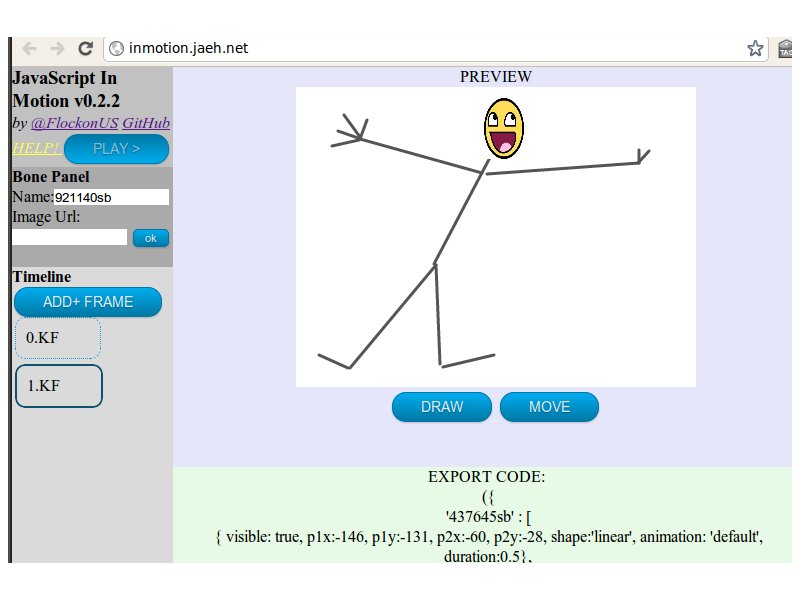 inmotion.jaeh.net
JavaScript In
Motion v0.2.2
by @FlockonUS GitHub
HELP!
PLAY >
Bone Panel
Name:921140sb
Image Url:
ok
Timeline
ADD+ FRAME
0.KF
1.KF
PREVIEW
DRAW
MOVE
EXPORT CODE:
({
'437645sb' : [
{ visible: true, p1x:-146, p1y:-131, p2x:-60, p2y:-28, shape:'linear', animation: 'default',
duration:0.5},